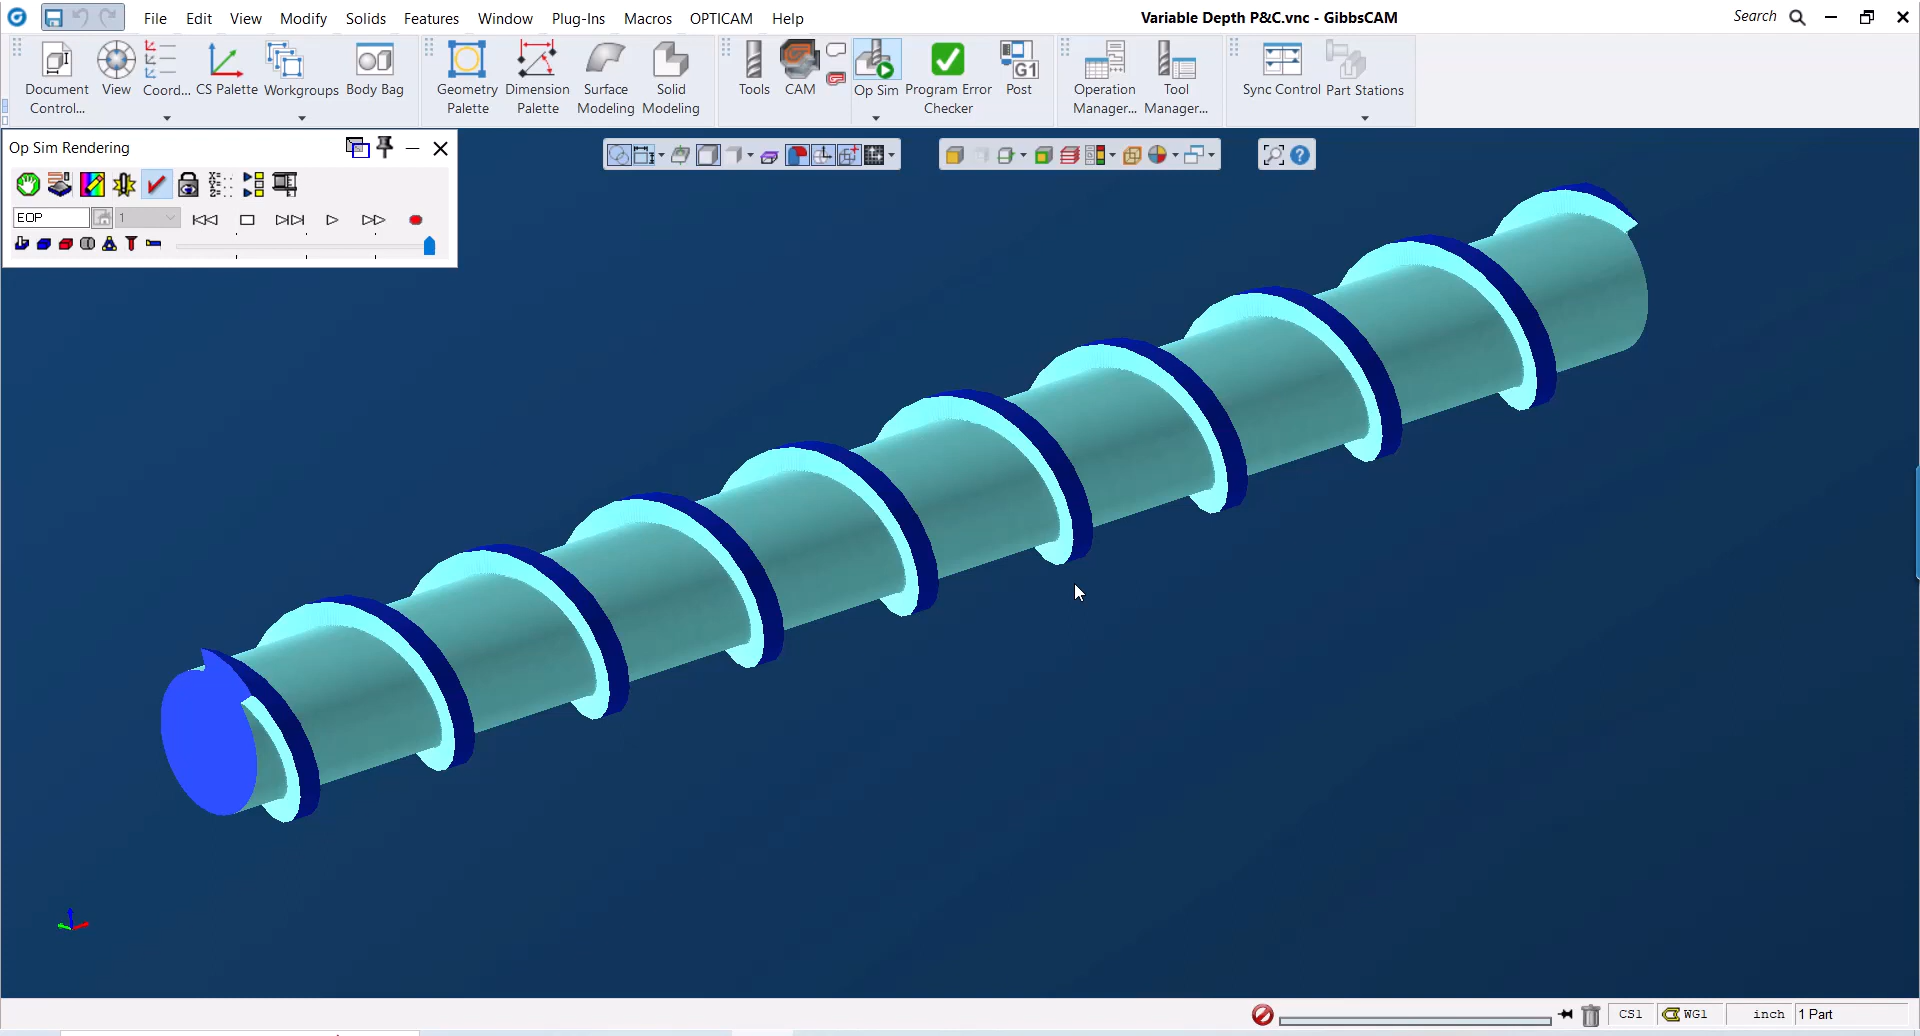 File Edit View Modify Solids Features Window Plug-Ins Macros OPTICAM Help
Variable Depth P&C.vnc - GibbsCAM
Search
Document Control...
View
Coord...
CS Palette
Workgroups
Body Bag
Geometry Palette
Dimension Palette
Surface Modeling
Solid Modeling
Tools
CAM
Op Sim
Program Error Checker
G1
Post
Operation Manager...
Tool Manager...
Sync Control
Part Stations
Op Sim Rendering
EOP
1
CS1
WG1
inch
1 Part